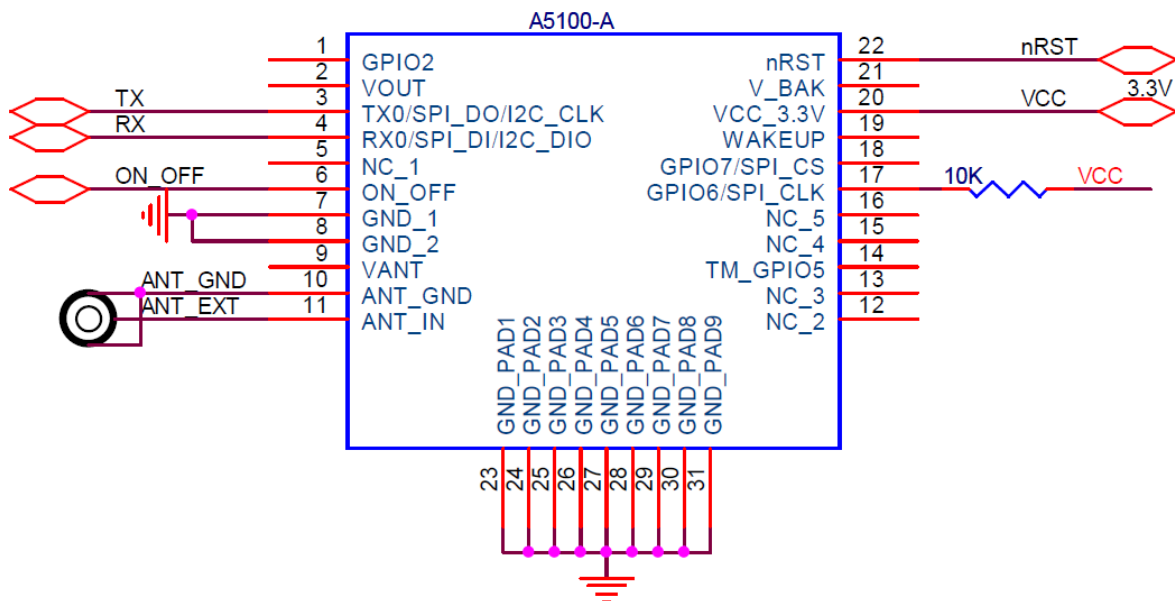 A5100-A
1 GPIO2
2 VOUT
TX 3 TX0/SPI_DO/I2C_CLK
RX 4 RX0/SPI_DI/I2C_DIO
5 NC_1
ON_OFF 6 ON_OFF
7 GND_1
8 GND_2
9 VANT
ANT_GND 10 ANT_GND
ANT_EXT 11 ANT_IN
nRST 22 nRST
V_BAK 21
VCC_3.3V 20 VCC 3.3V
WAKEUP 19
GPIO7/SPI_CS 18
GPIO6/SPI_CLK 17 10K VCC
NC_5 16
NC_4 15
TM_GPIO5 14
NC_3 13
NC_2 12
GND_PAD1 23
GND_PAD2 24
GND_PAD3 25
GND_PAD4 26
GND_PAD5 27
GND_PAD6 28
GND_PAD7 29
GND_PAD8 30
GND_PAD9 31